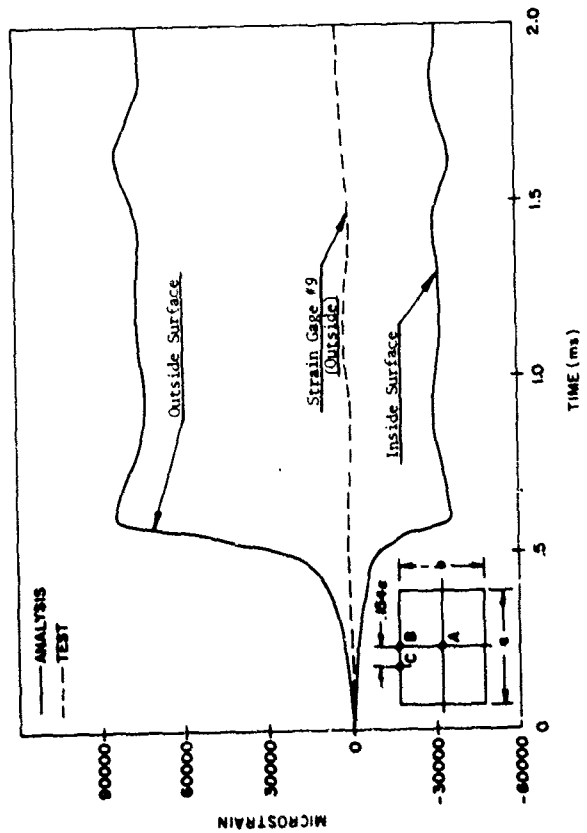 ANALYSIS
TEST
MICROSTRAIN
90000
60000
30000
0
-30000
-60000
Outside Surface
Strain Gage #9
(Outside)
Inside Surface
.164a
C
B
A
b
a
0
.5
1.0
1.5
2.0
TIME (ms)